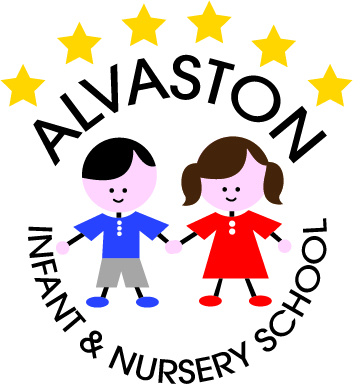 ALVASTON
INFANT & NURSERY SCHOOL